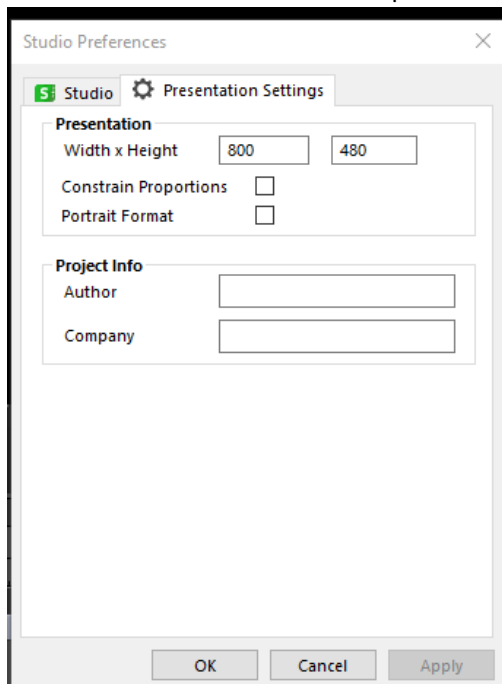 Studio Preferences
Studio Presentation Settings
Presentation
Width x Height 800 480
Constrain Proportions
Portrait Format
Project Info
Author
Company
OK Cancel Apply